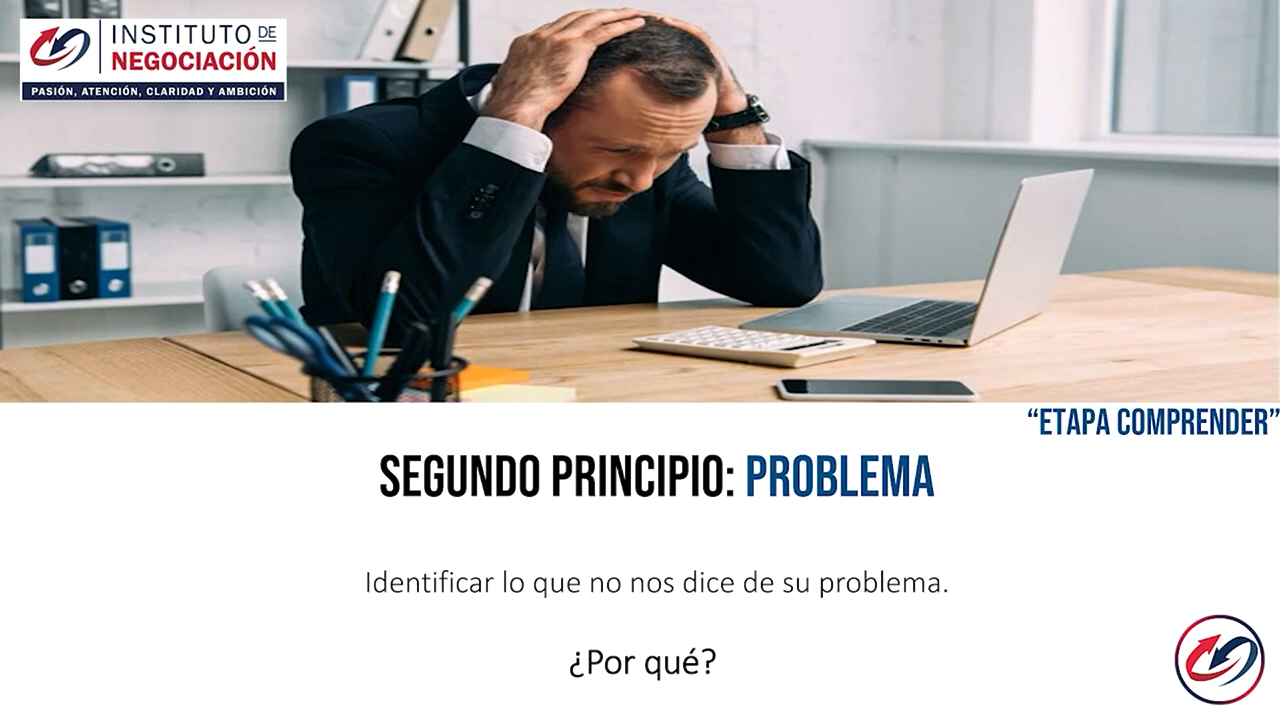 INSTITUTO DE
NEGOCIACIÓN
PASIÓN, ATENCIÓN, CLARIDAD Y AMBICIÓN
“ETAPA COMPRENDER”
SEGUNDO PRINCIPIO: PROBLEMA
Identificar lo que no nos dice de su problema.
¿Por qué?